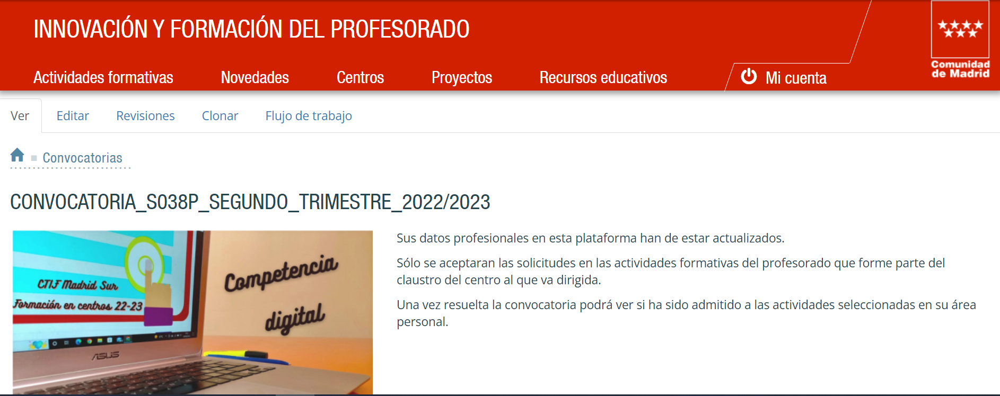 INNOVACIÓN Y FORMACIÓN DEL PROFESORADO
Comunidad
de Madrid
Actividades formativas
Novedades
Centros
Proyectos
Recursos educativos
Mi cuenta
Ver
Editar
Revisiones
Clonar
Flujo de trabajo
Convocatorias
CONVOCATORIA_S038P_SEGUNDO_TRIMESTRE_2022/2023
CTIF Madrid Sur
Formación en centros 22-23
ASUS
Competencia
digital
Sus datos profesionales en esta plataforma han de estar actualizados.
Sólo se aceptaran las solicitudes en las actividades formativas del profesorado que forme parte del
claustro del centro al que va dirigida.
Una vez resuelta la convocatoria podrá ver si ha sido admitido a las actividades seleccionadas en su área
personal.